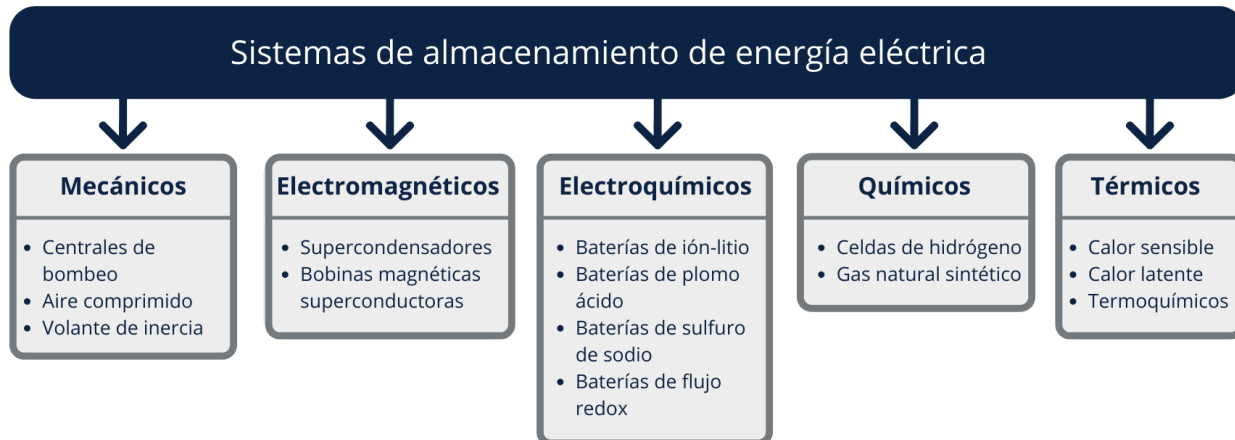 Sistemas de almacenamiento de energía eléctrica
Mecánicos
• Centrales de
bombeo
• Aire comprimido
• Volante de inercia
Electromagnéticos
• Supercondensadores
• Bobinas magnéticas
superconductoras
Electroquímicos
• Baterías de ión-litio
• Baterías de plomo
ácido
• Baterías de sulfuro
de sodio
• Baterías de flujo
redox
Químicos
• Celdas de hidrógeno
• Gas natural sintético
Térmicos
• Calor sensible
• Calor latente
• Termoquímicos